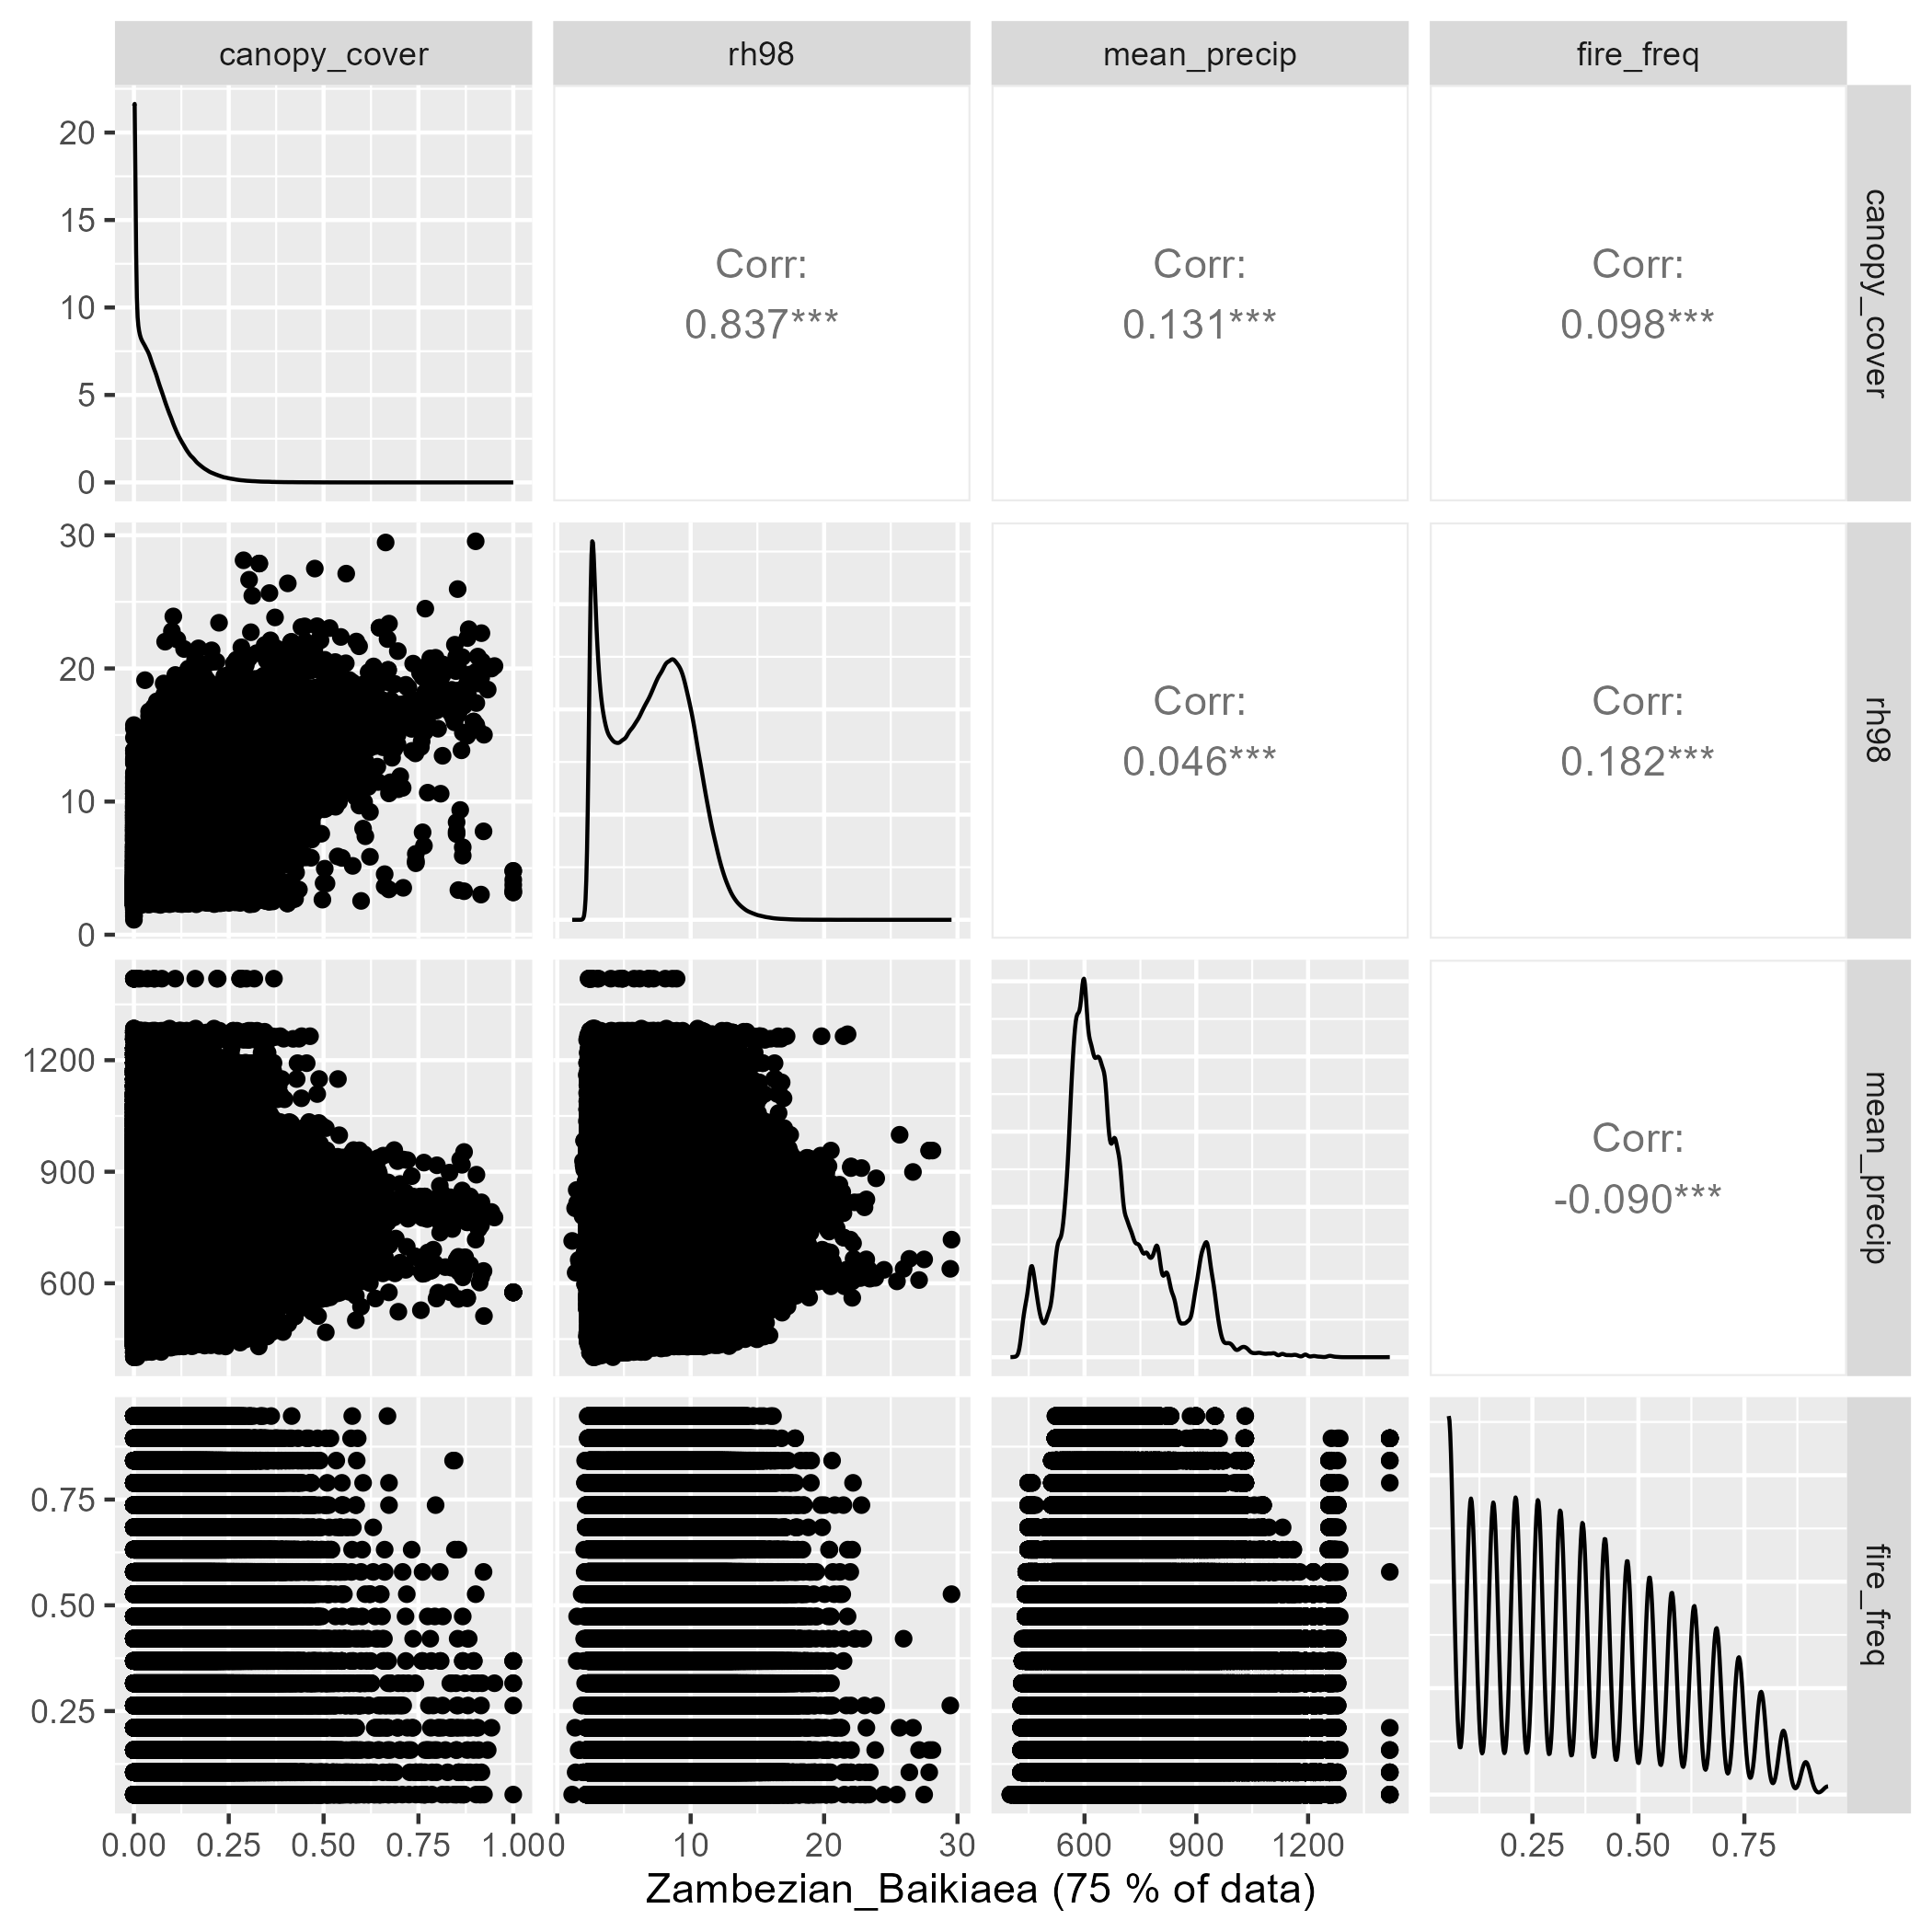 canopy_cover rh98 mean_precip fire_freq
20
15
10
5
0
Corr:
0.837***
Corr:
0.131***
Corr:
0.098***
canopy_cover
30
20
10
0
Corr:
0.046***
Corr:
0.182***
rh98
1200
900
600
Corr:
-0.090***
mean_precip
0.75
0.50
0.25
fire_freq
0.00 0.25 0.50 0.75 1.00 0 10 20 30 600 900 1200 0.25 0.50 0.75
Zambezian_Baikiaea (75 % of data)